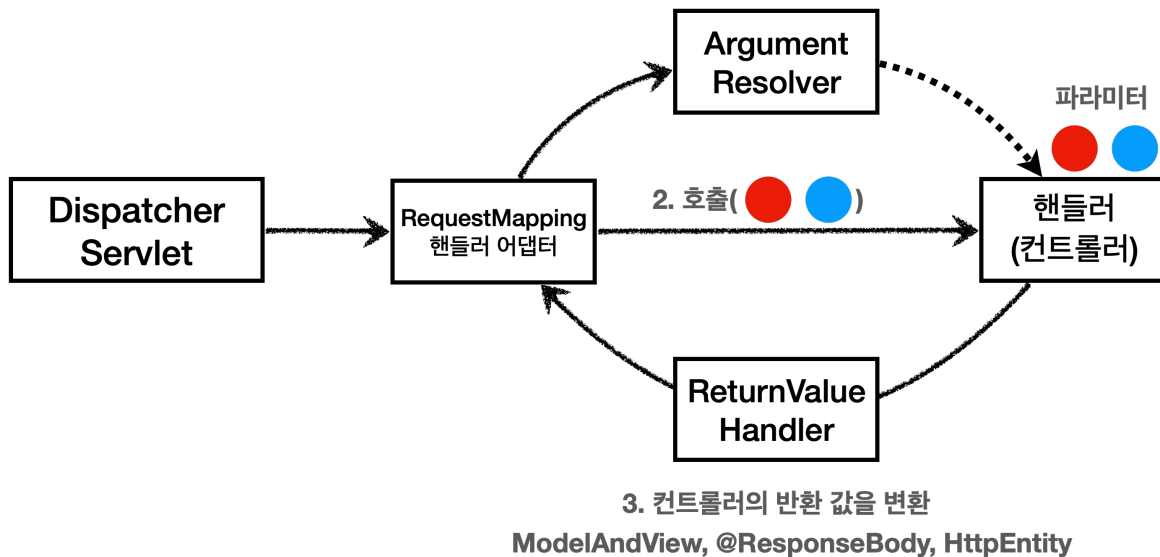 Argument
Resolver
파라미터
Dispatcher
Servlet
RequestMapping
핸들러 어댑터
2. 호출( )
핸들러
(컨트롤러)
ReturnValue
Handler
3. 컨트롤러의 반환 값을 변환
ModelAndView, @ResponseBody, HttpEntity